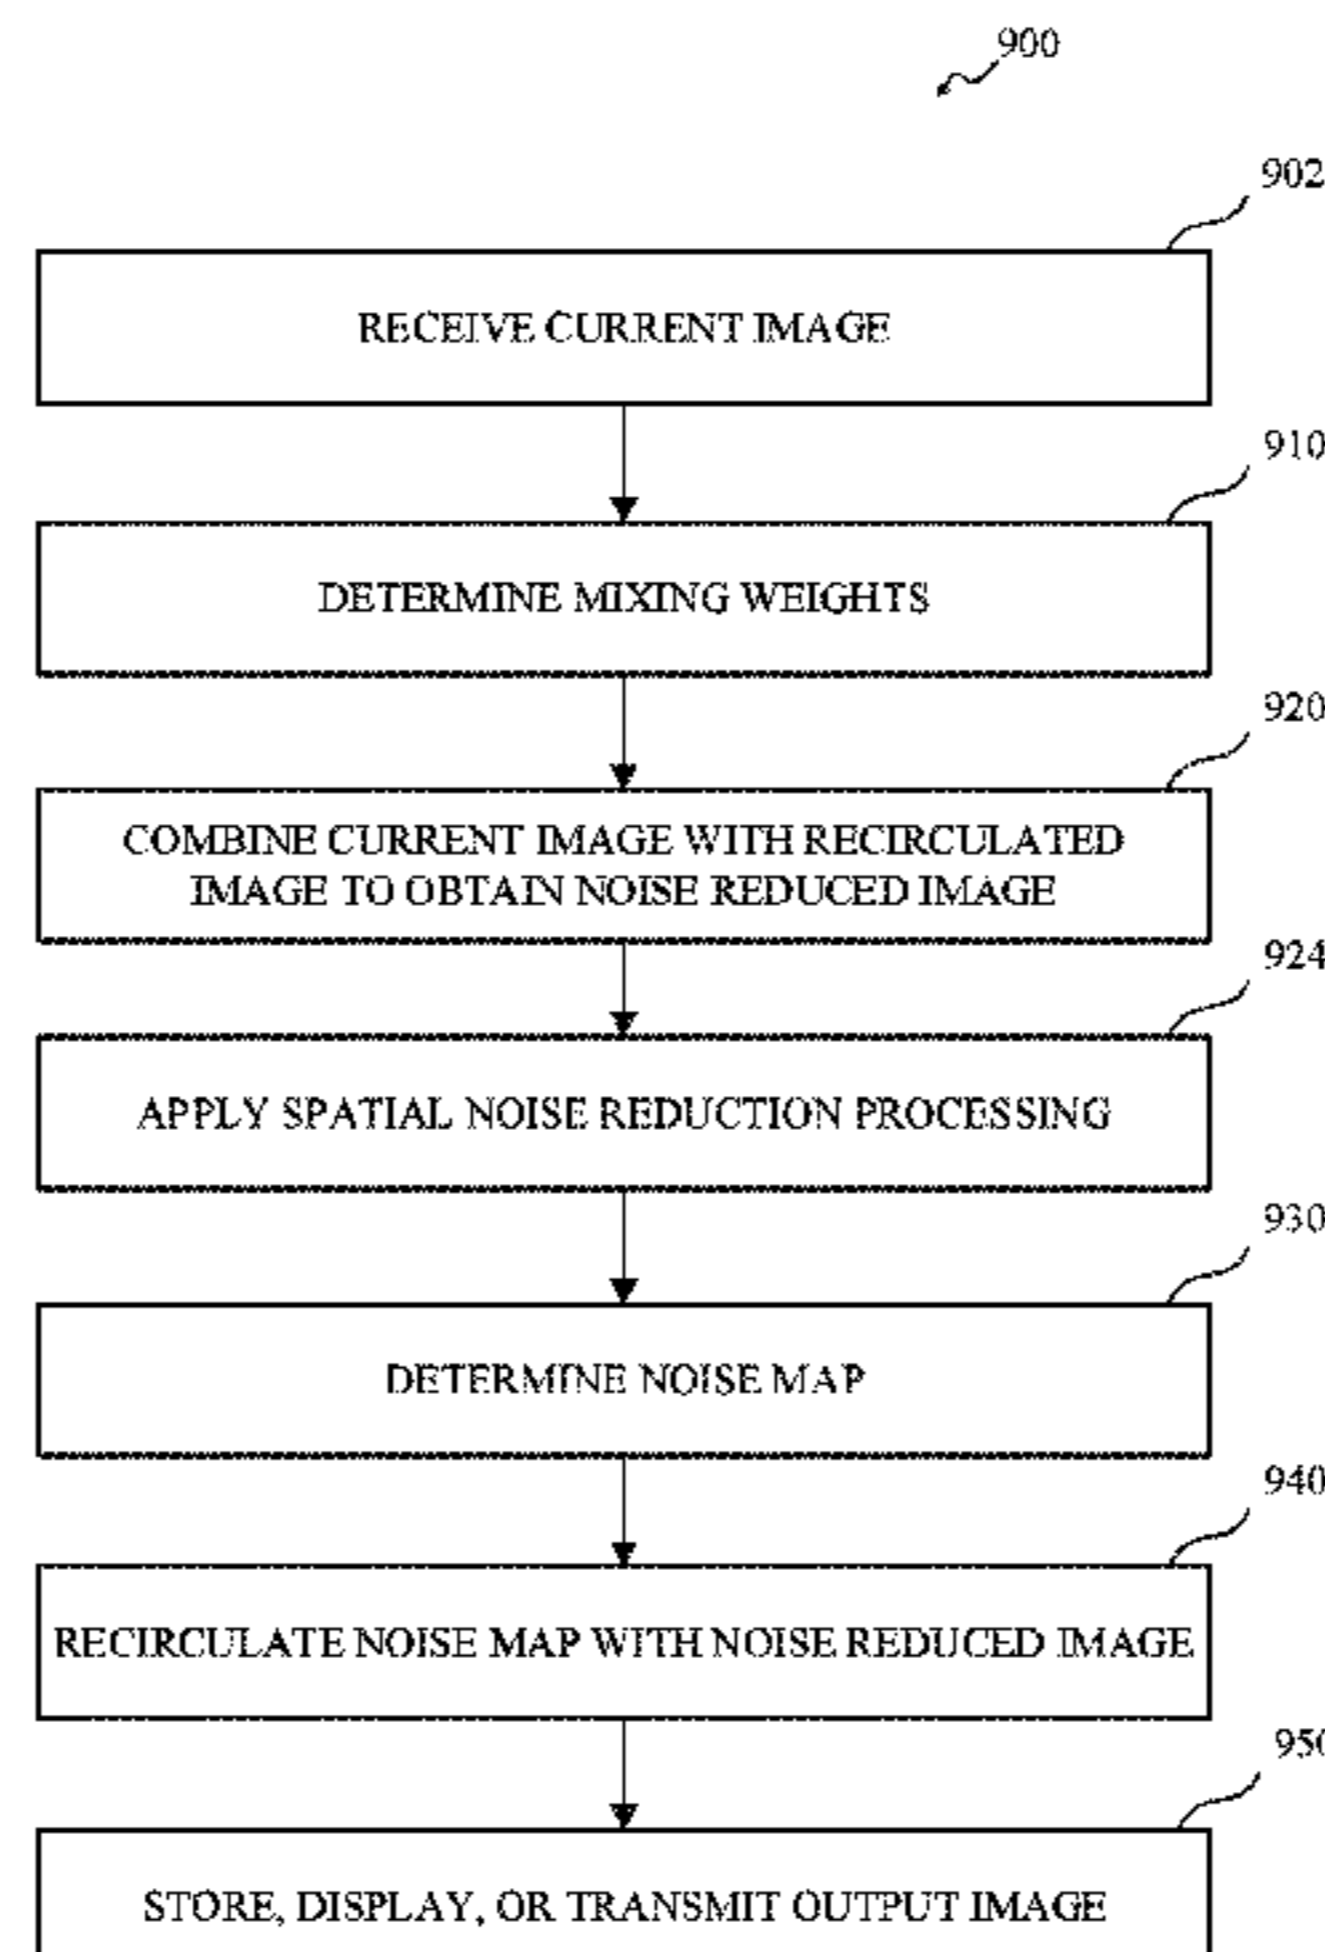 900
902
RECEIVE CURRENT IMAGE
910
DETERMINE MIXING WEIGHTS
920
COMBINE CURRENT IMAGE WITH RECIRCULATED
IMAGE TO OBTAIN NOISE REDUCED IMAGE
924
APPLY SPATIAL NOISE REDUCTION PROCESSING
930
DETERMINE NOISE MAP
940
RECIRCULATE NOISE MAP WITH NOISE REDUCED IMAGE
950
STORE, DISPLAY, OR TRANSMIT OUTPUT IMAGE